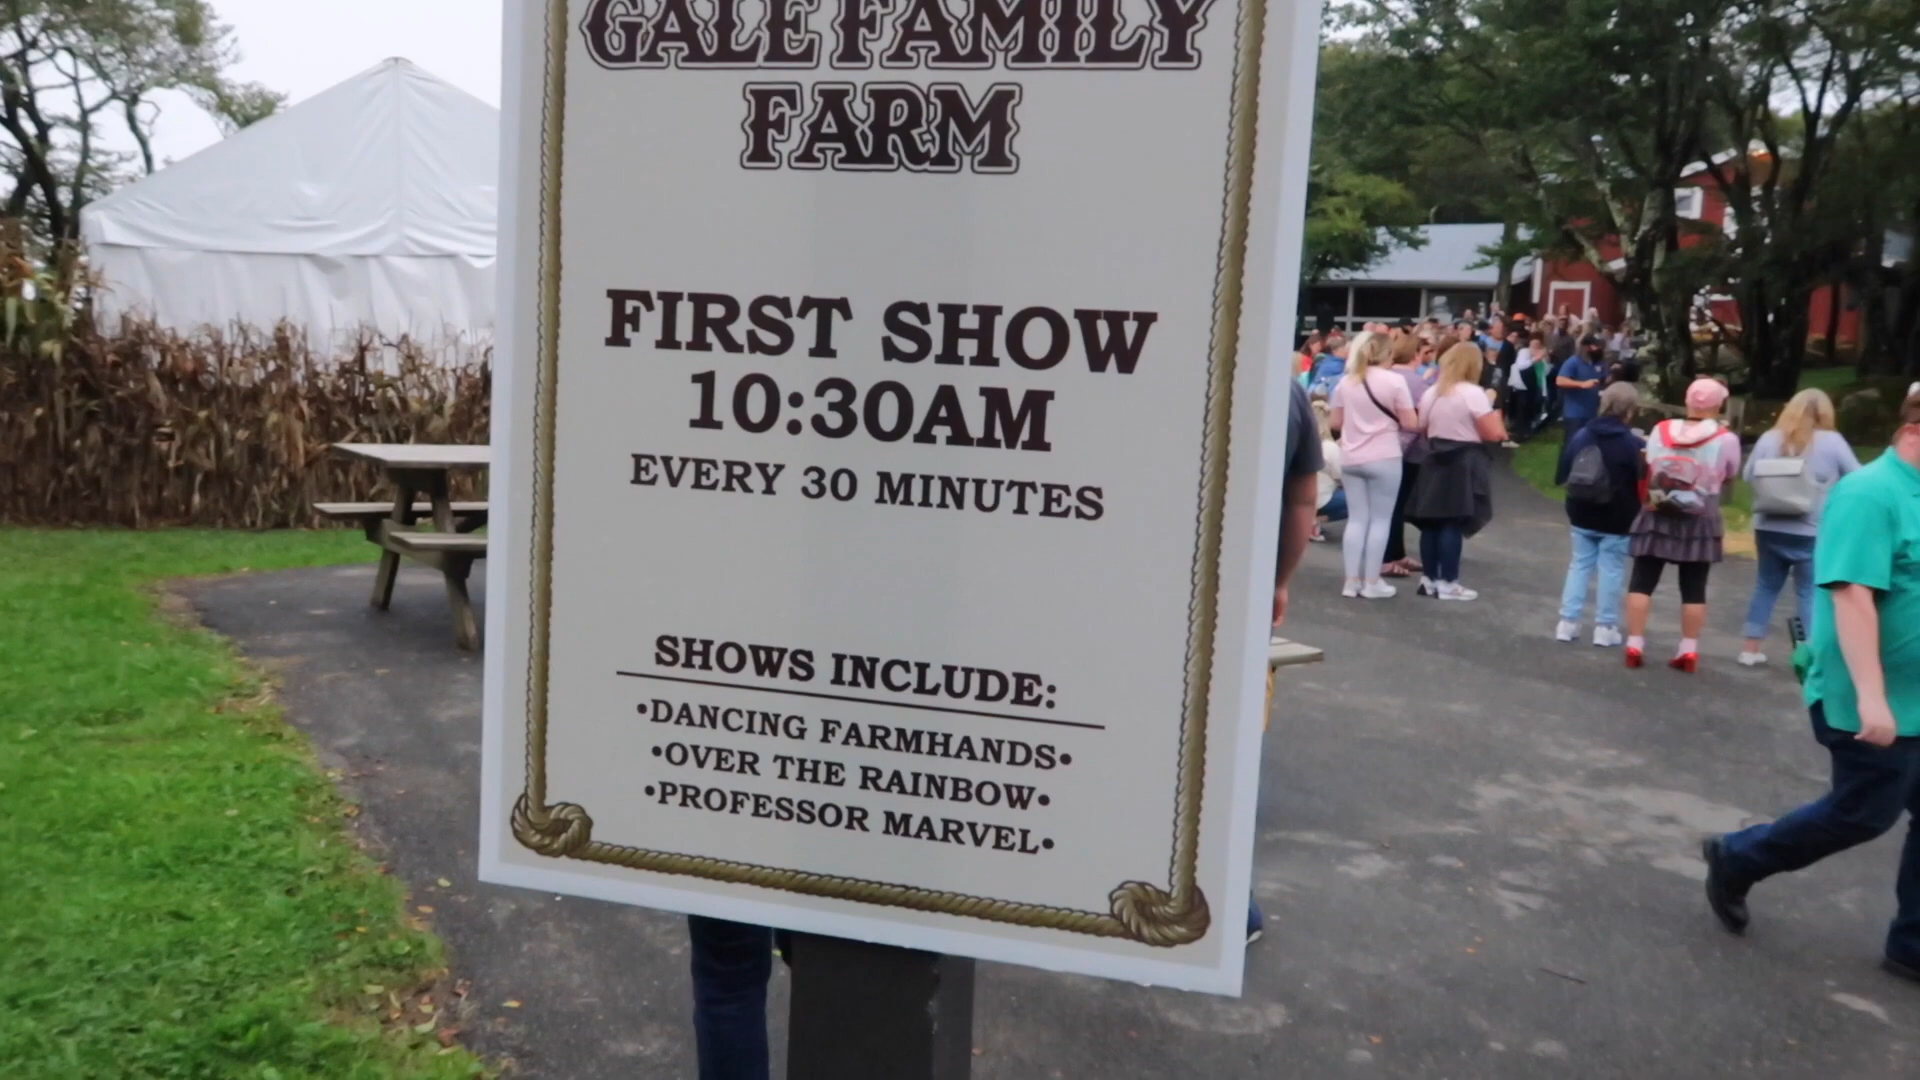 GALE FAMILY
FARM
FIRST SHOW
10:30AM
EVERY 30 MINUTES
SHOWS INCLUDE:
•DANCING FARMHANDS•
•OVER THE RAINBOW•
•PROFESSOR MARVEL•